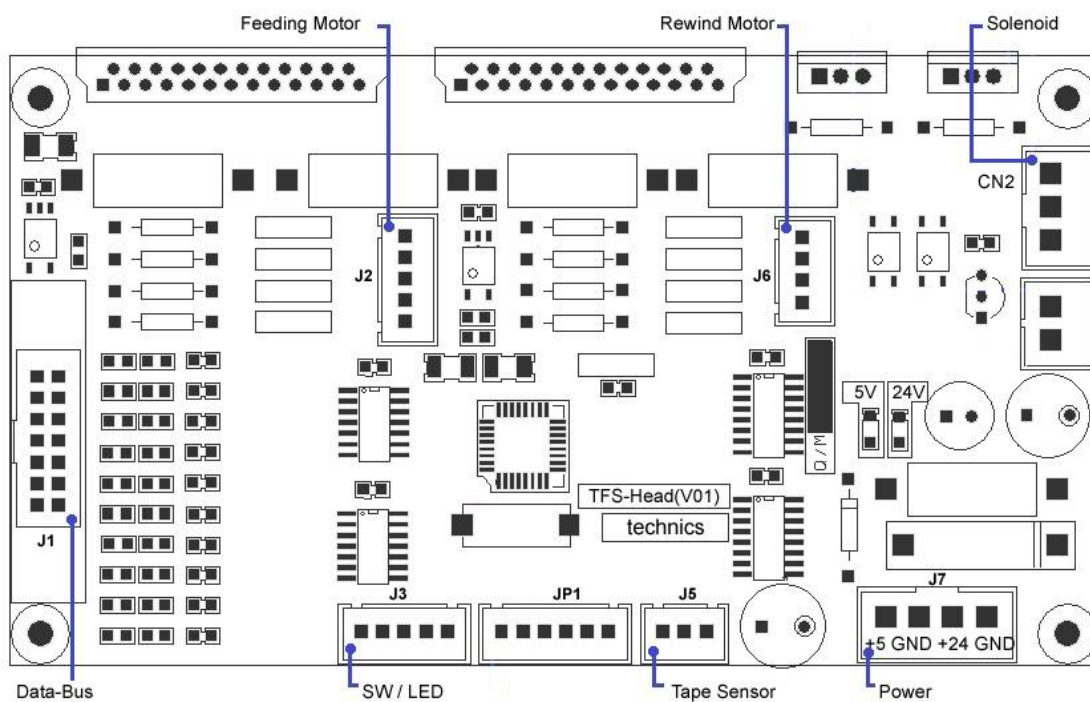 Feeding Motor
Rewind Motor
Solenoid
CN2
J2
J6
5V
24V
Q/M
TFS-Head(V01)
technics
J1
J7
J3
JP1
J5
+5 GND +24 GND
Data-Bus
SW / LED
Tape Sensor
Power